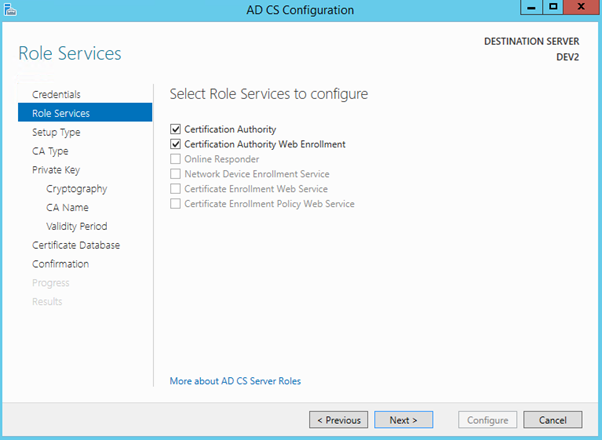 AD CS Configuration
Role Services
DESTINATION SERVER
DEV2
Credentials
Role Services
Setup Type
CA Type
Private Key
Cryptography
CA Name
Validity Period
Certificate Database
Confirmation
Progress
Results
Select Role Services to configure
Certification Authority
Certification Authority Web Enrollment
Online Responder
Network Device Enrollment Service
Certificate Enrollment Web Service
Certificate Enrollment Policy Web Service
More about AD CS Server Roles
< Previous
Next >
Configure
Cancel